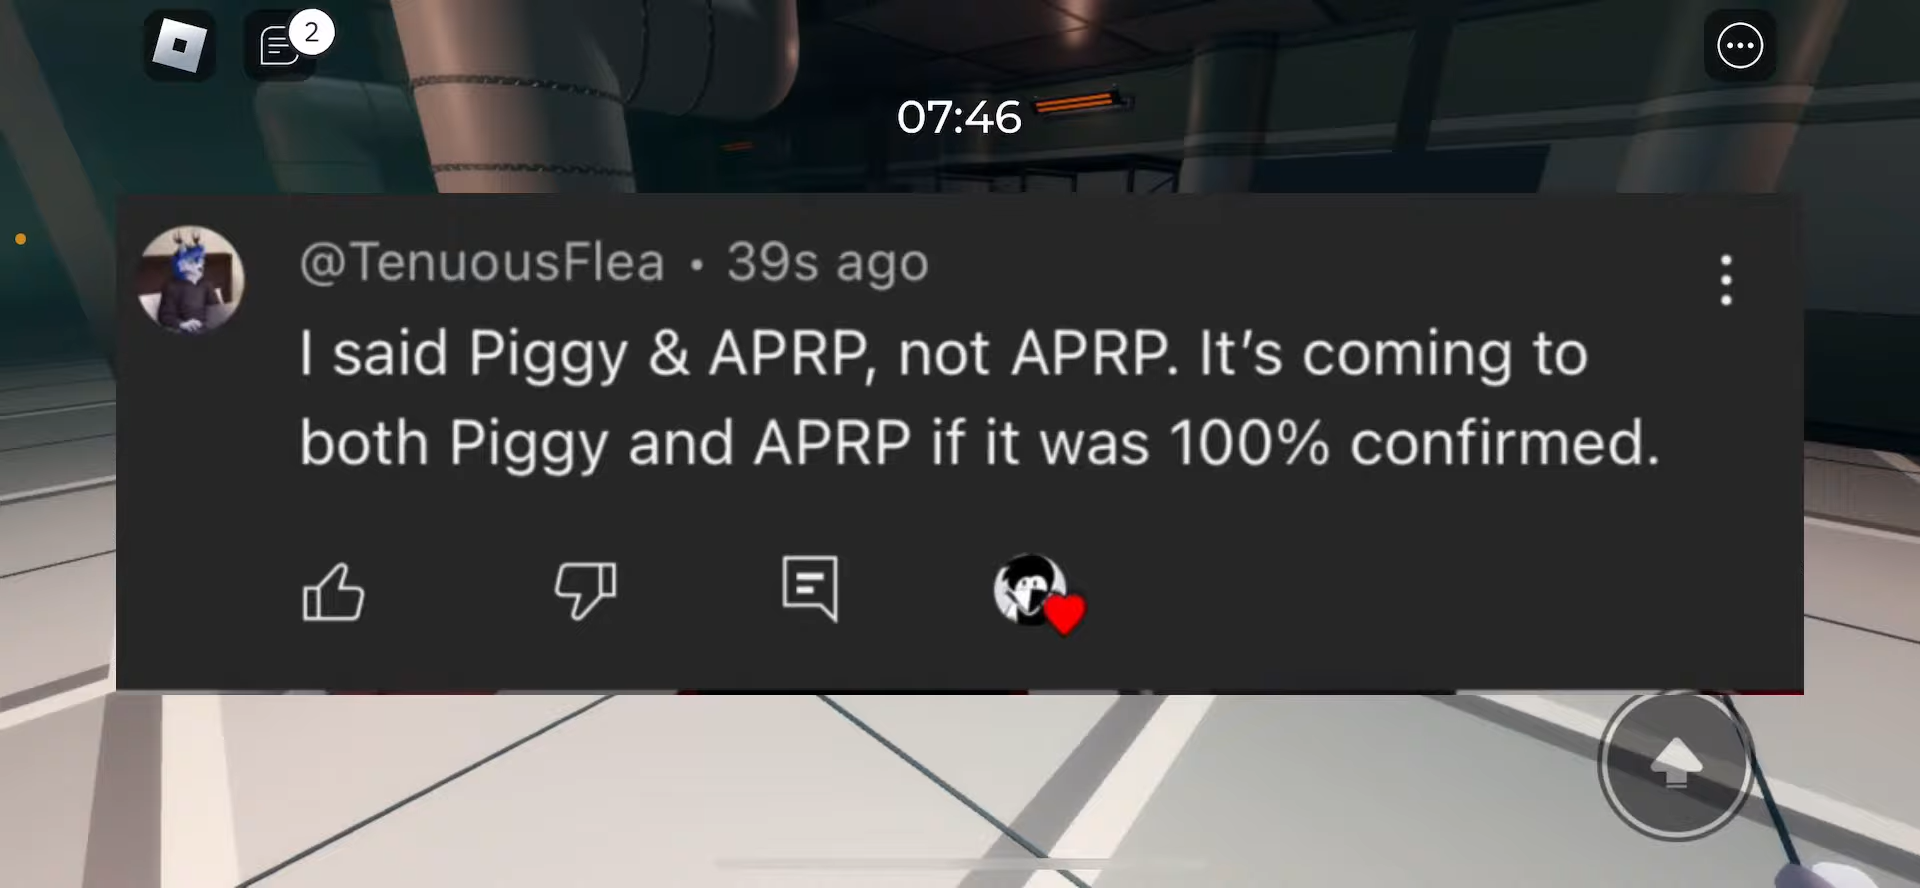 2
07:46
@TenuousFlea • 39s ago
I said Piggy & APRP, not APRP. It’s coming to
both Piggy and APRP if it was 100% confirmed.